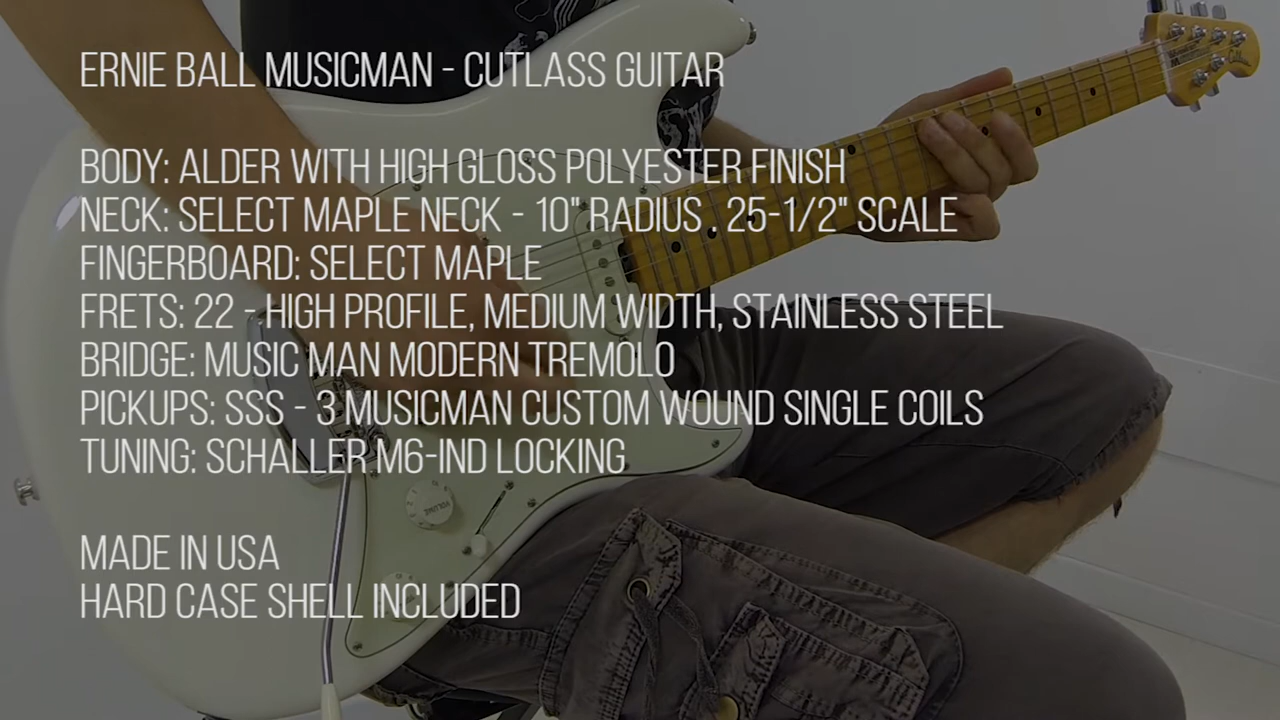 ERNIE BALL MUSICMAN - CUTLASS GUITAR
BODY: ALDER WITH HIGH GLOSS POLYESTER FINISH
NECK: SELECT MAPLE NECK - 10" RADIUS . 25-1/2" SCALE
FINGERBOARD: SELECT MAPLE
FRETS: 22 - HIGH PROFILE, MEDIUM WIDTH, STAINLESS STEEL
BRIDGE: MUSIC MAN MODERN TREMOLO
PICKUPS: SSS - 3 MUSICMAN CUSTOM WOUND SINGLE COILS
TUNING: SCHALLER M6-IND LOCKING
VOLUME
MADE IN USA
HARD CASE SHELL INCLUDED